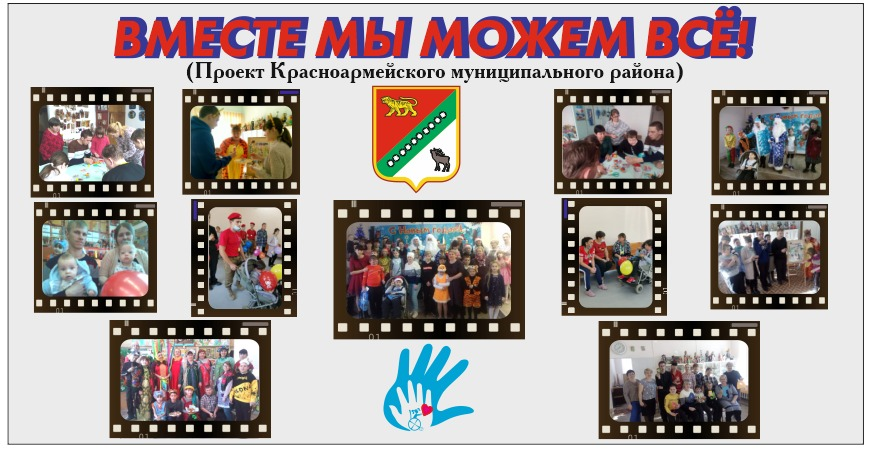 ВМЕСТЕ МЫ МОЖЕМ ВСЁ!
(Проект Красноармейского муниципального района)